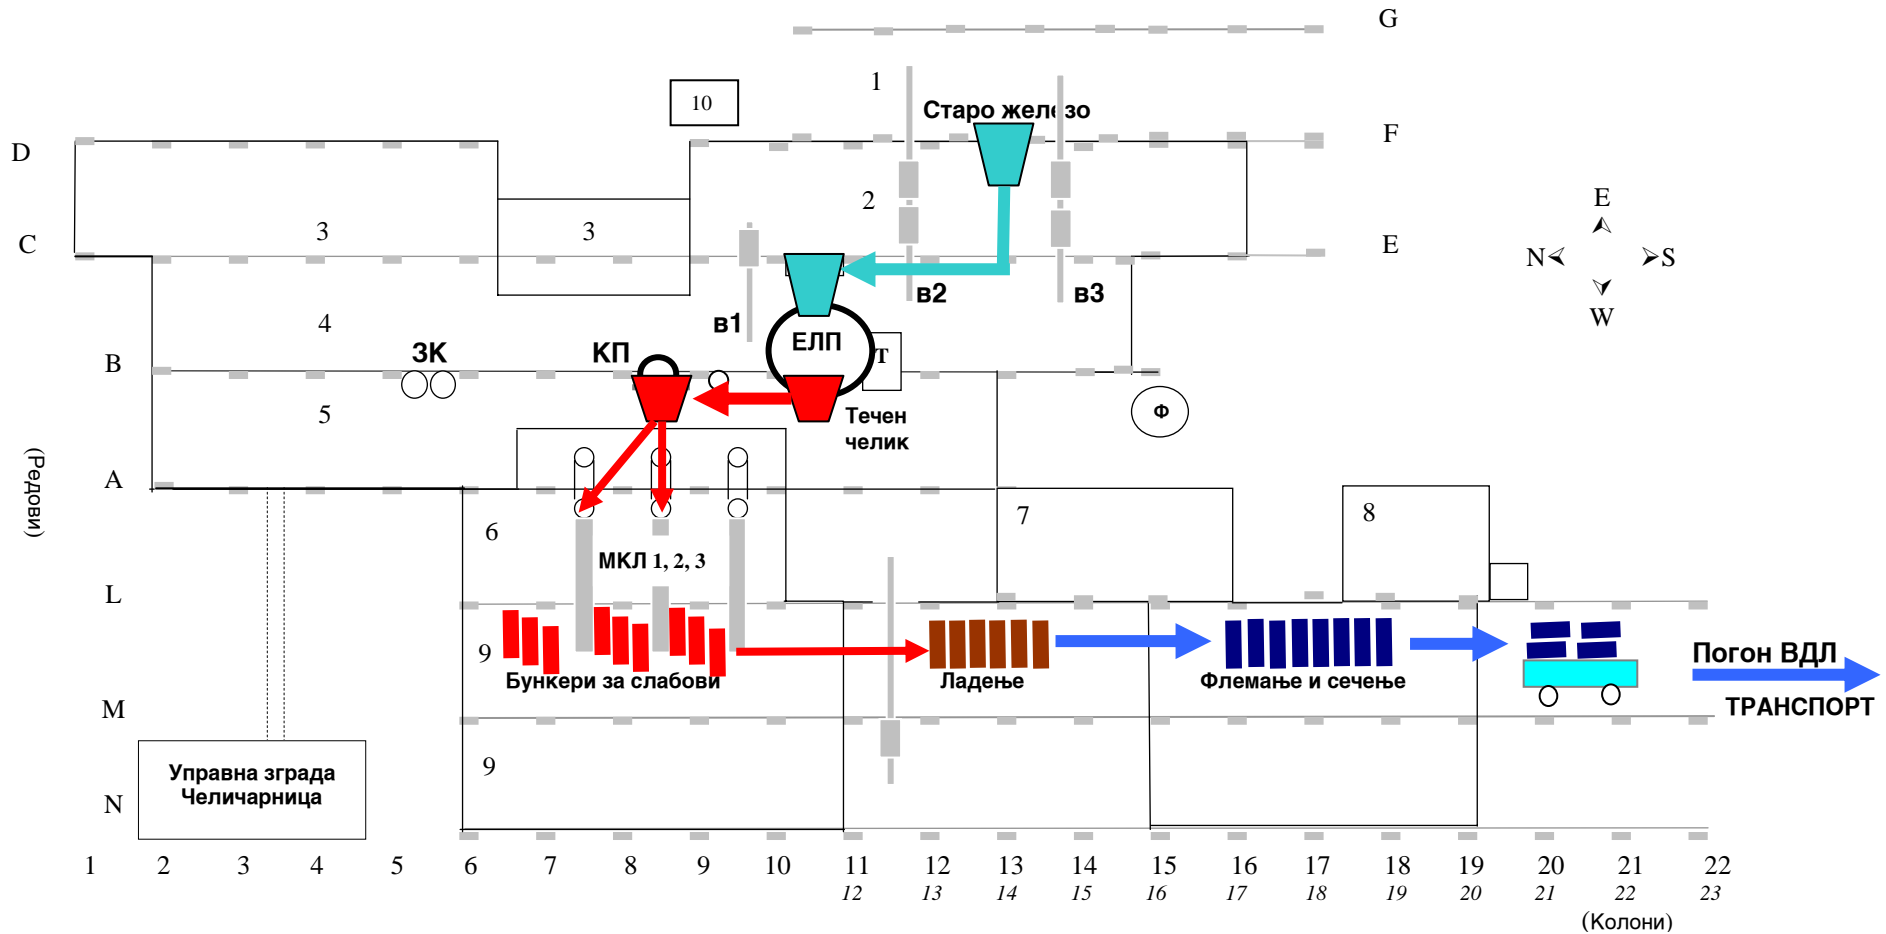 G
1
10
Старо железо
F
D
2
E
3
3
C
E
N
S
в2
в3
W
4
в1
ЗК
КП
ЕЛП
Т
B
5
Течен
челик
Ф
A
(Редови)
6
7
8
МКЛ 1, 2, 3
L
9
Погон ВДЛ
Бункери за слабови
Ладење
Флемање и сечење
M
ТРАНСПОРТ
9
Управна зграда
Челичарница
N
1 2 3 4 5 6 7 8 9 10 11 12 13 14 15 16 17 18 19 20 21 22
12 13 14 15 16 17 18 19 20 21 22 23
(Колони)